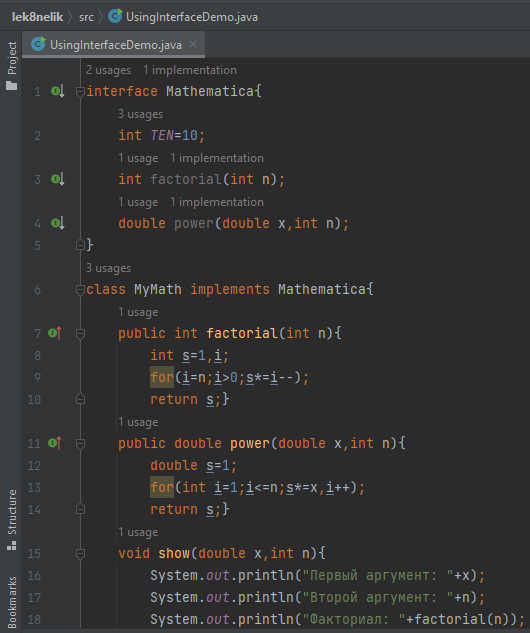 lek8nelik > src > UsingInterfaceDemo.java
Project
UsingInterfaceDemo.java ×
2 usages 1 implementation
1 interface Mathematica{
3 usages
2 int TEN=10;
1 usage 1 implementation
3 int factorial(int n);
1 usage 1 implementation
4 double power(double x,int n);
5 }
3 usages
6 class MyMath implements Mathematica{
1 usage
7 public int factorial(int n){
8 int s=1,i;
9 for(i=n;i>0;s*=i--);
10 return s;}
1 usage
11 public double power(double x,int n){
12 double s=1;
13 for(int i=1;i<=n;s*=x,i++);
14 return s;}
1 usage
15 void show(double x,int n){
16 System.out.println("Первый аргумент: "+x);
17 System.out.println("Второй аргумент: "+n);
18 System.out.println("Факториал: "+factorial(n));
Structure
Bookmarks